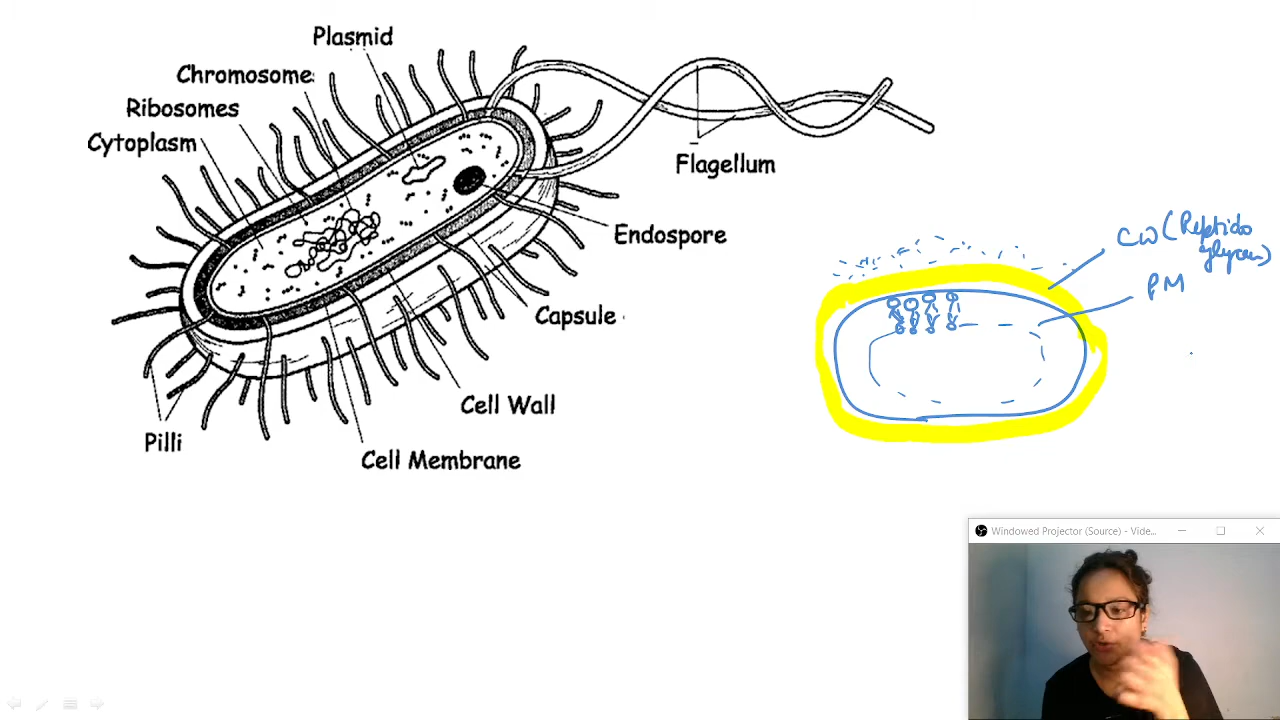 Plasmid
Chromosome
Ribosomes
Cytoplasm
Flagellum
Endospore
Capsule
Cell Wall
Cell Membrane
Pilli
CW (Peptido
glycan)
PM
Windowed Projector (Source) - Vide...